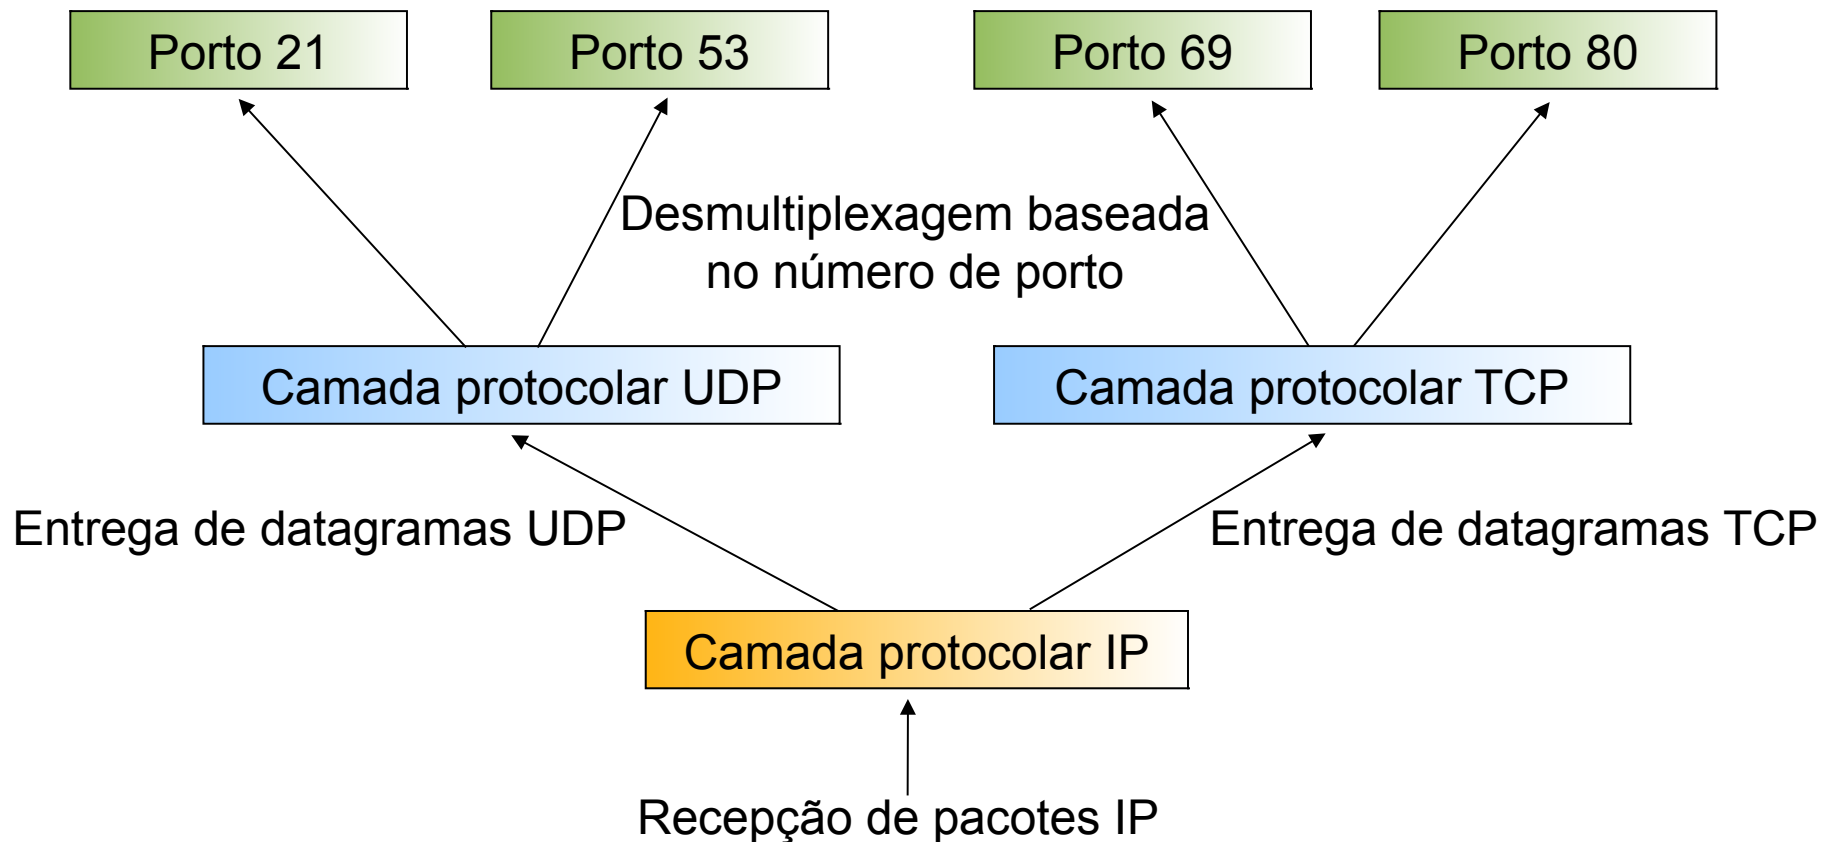 Porto 21
Porto 53
Porto 69
Porto 80
Desmultiplexagem baseada
no número de porto
Camada protocolar UDP
Camada protocolar TCP
Entrega de datagramas UDP
Entrega de datagramas TCP
Camada protocolar IP
Recepção de pacotes IP